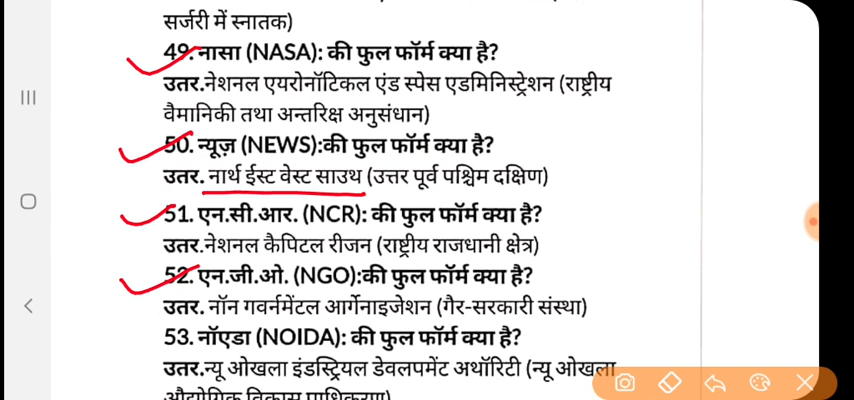 सर्जरी में स्नातक)
49. नासा (NASA): की फुल फॉर्म क्या है?
उतर.नेशनल एयरोनॉटिकल एंड स्पेस एडमिनिस्ट्रेशन (राष्ट्रीय
वैमानिकी तथा अन्तरिक्ष अनुसंधान)
50. न्यूज़ (NEWS):की फुल फॉर्म क्या है?
उतर. नार्थ ईस्ट वेस्ट साउथ (उत्तर पूर्व पश्चिम दक्षिण)
51. एन.सी.आर. (NCR): की फुल फॉर्म क्या है?
उतर.नेशनल कैपिटल रीजन (राष्ट्रीय राजधानी क्षेत्र)
52. एन.जी.ओ. (NGO):की फुल फॉर्म क्या है?
उतर. नॉन गवर्नमेंटल आर्गेनाइजेशन (गैर-सरकारी संस्था)
53. नॉएडा (NOIDA): की फुल फॉर्म क्या है?
उतर.न्यू ओखला इंडस्ट्रियल डेवलपमेंट अथॉरिटी (न्यू ओखला
औद्योगिक विकास प्राधिकरण)